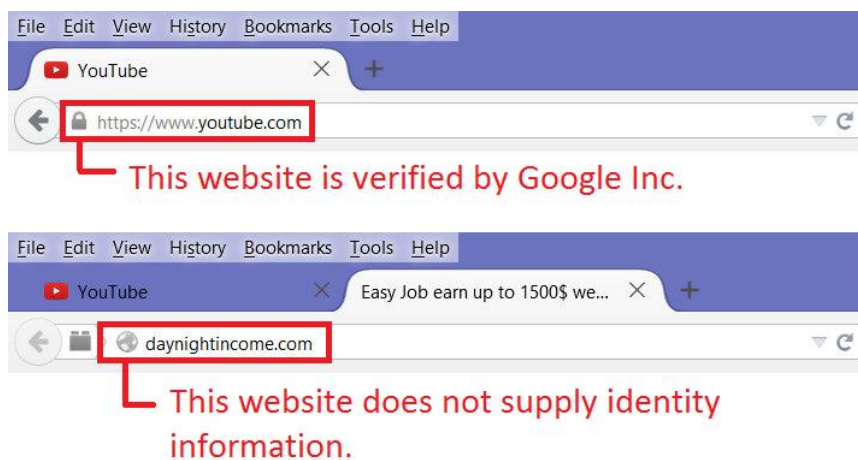 File Edit View History Bookmarks Tools Help
YouTube
https://www.youtube.com
This website is verified by Google Inc.
File Edit View History Bookmarks Tools Help
YouTube Easy Job earn up to 1500$ we...
daynightincome.com
This website does not supply identity
information.